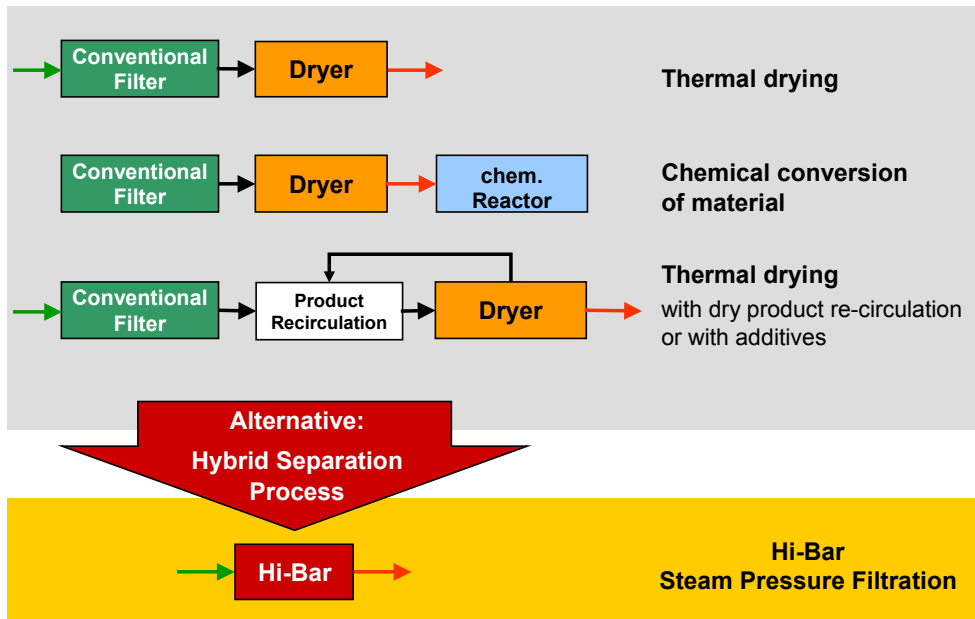 Conventional
Filter
Dryer
Thermal drying
Conventional
Filter
Dryer
chem.
Reactor
Chemical conversion
of material
Conventional
Filter
Product
Recirculation
Dryer
Thermal drying
with dry product re-circulation
or with additives
Alternative:
Hybrid Separation
Process
Hi-Bar
Hi-Bar
Steam Pressure Filtration